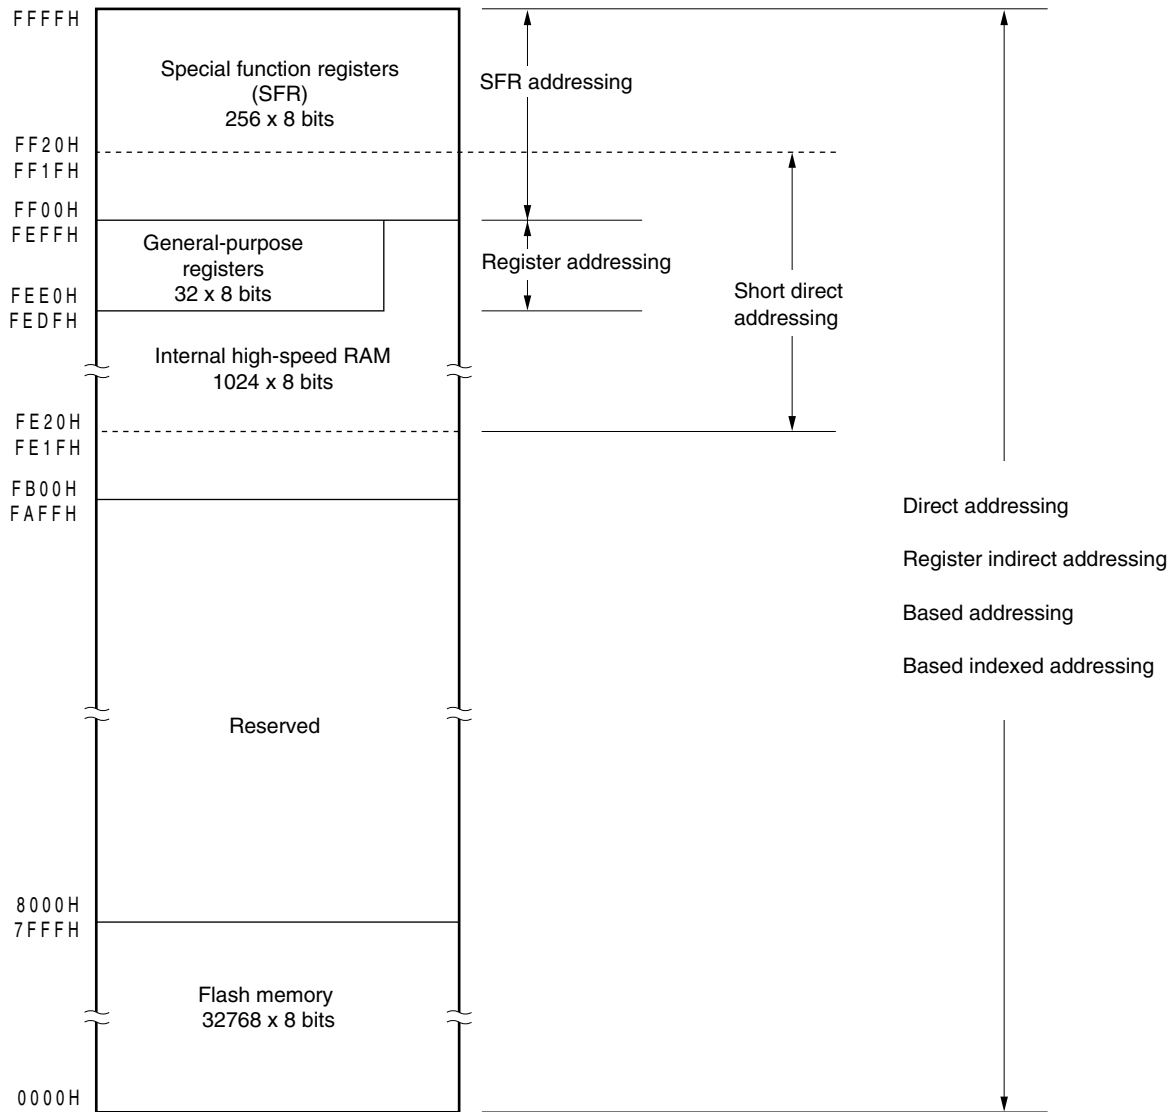 FFFFH
Special function registers
(SFR)
256 x 8 bits
SFR addressing
FF20H
FF1FH
FF00H
FEFFH
General-purpose
registers
32 x 8 bits
Register addressing
Short direct
addressing
FEE0H
FEDFH
Internal high-speed RAM
1024 x 8 bits
FE20H
FE1FH
FB00H
FAFFH
Direct addressing
Register indirect addressing
Based addressing
Based indexed addressing
Reserved
8000H
7FFFH
Flash memory
32768 x 8 bits
0000H